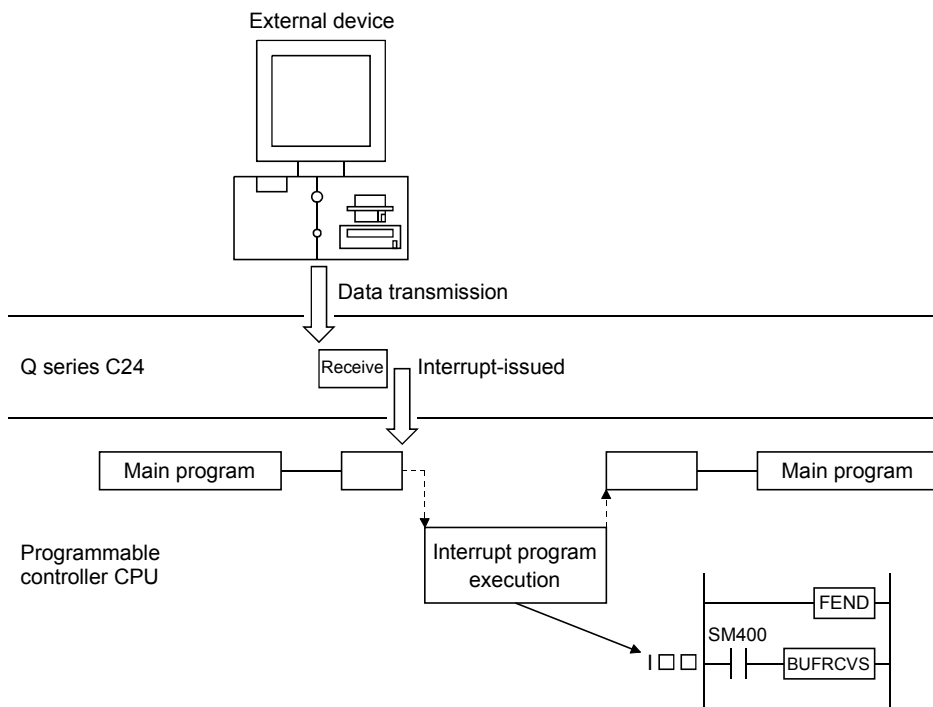 External device
Data transmission
Q series C24
Receive
Interrupt-issued
Main program
Main program
Programmable
controller CPU
Interrupt program
execution
FEND
SM400
I□□
BUFRCVS